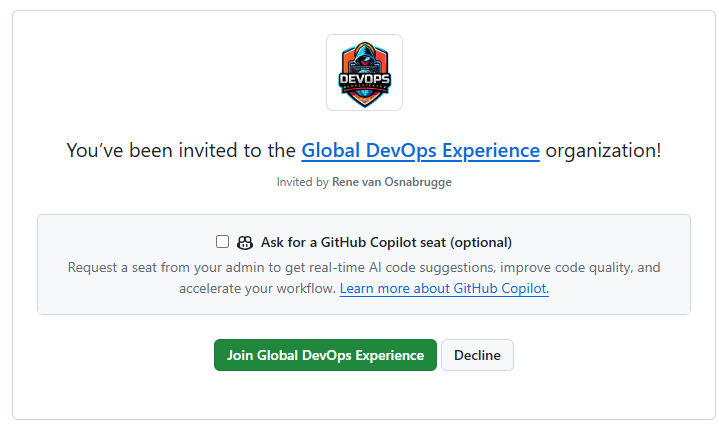 DEVOPS
EXPERIENCE
You’ve been invited to the Global DevOps Experience organization!
Invited by Rene van Osnabrugge
Ask for a GitHub Copilot seat (optional)
Request a seat from your admin to get real-time AI code suggestions, improve code quality, and
accelerate your workflow. Learn more about GitHub Copilot.
Join Global DevOps Experience Decline